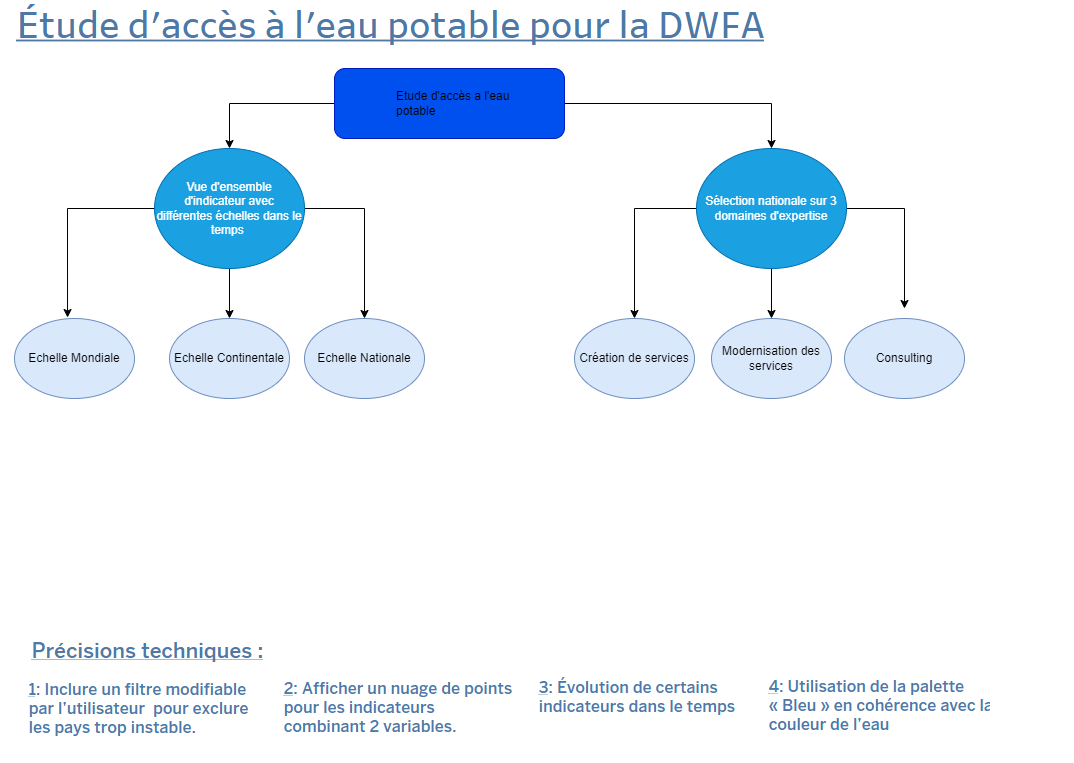 Étude d’accès à l’eau potable pour la DWFA
Etude d'accès a l'eau
potable
Vue d'ensemble
d'indicateur avec
différentes échelles dans le
temps
Sélection nationale sur 3
domaines d'expertise
Echelle Mondiale
Echelle Continentale
Echelle Nationale
Création de services
Modernisation des
services
Consulting
Précisions techniques :
1: Inclure un filtre modifiable
par l’utilisateur  pour exclure
les pays trop instable.
2: Afficher un nuage de points
pour les indicateurs
combinant 2 variables.
3: Évolution de certains
indicateurs dans le temps
4: Utilisation de la palette
« Bleu » en cohérence avec la
couleur de l’eau